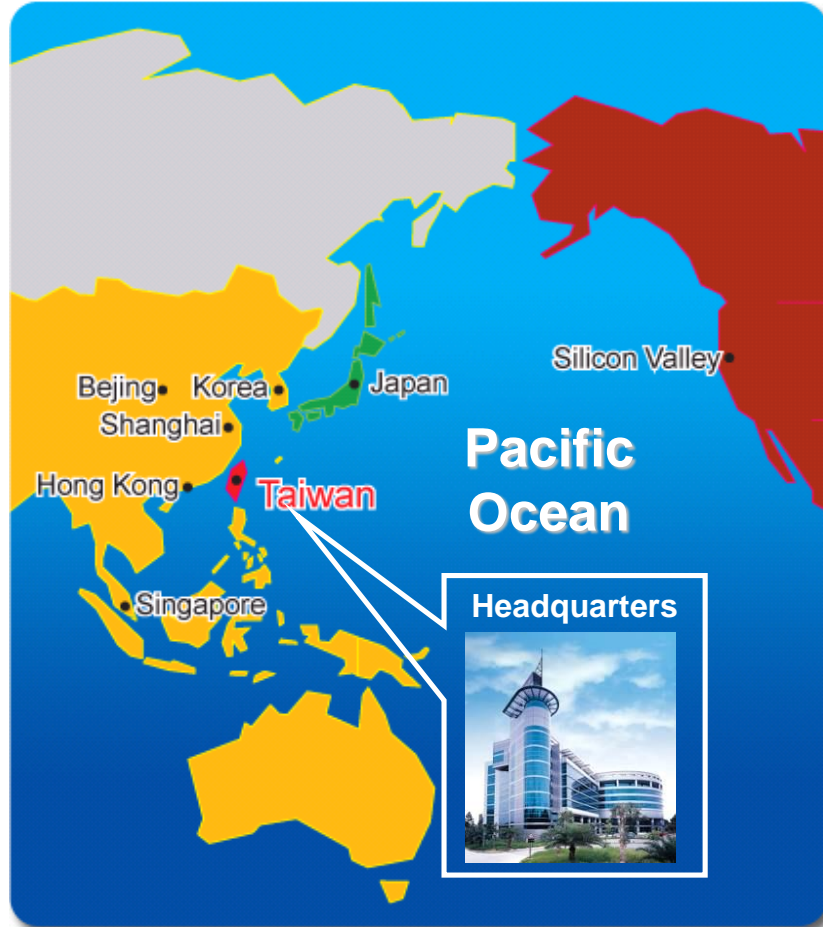 Silicon Valley
Bejing
Korea
Japan
Shanghai
Pacific
Ocean
Hong Kong
Taiwan
Singapore
Headquarters